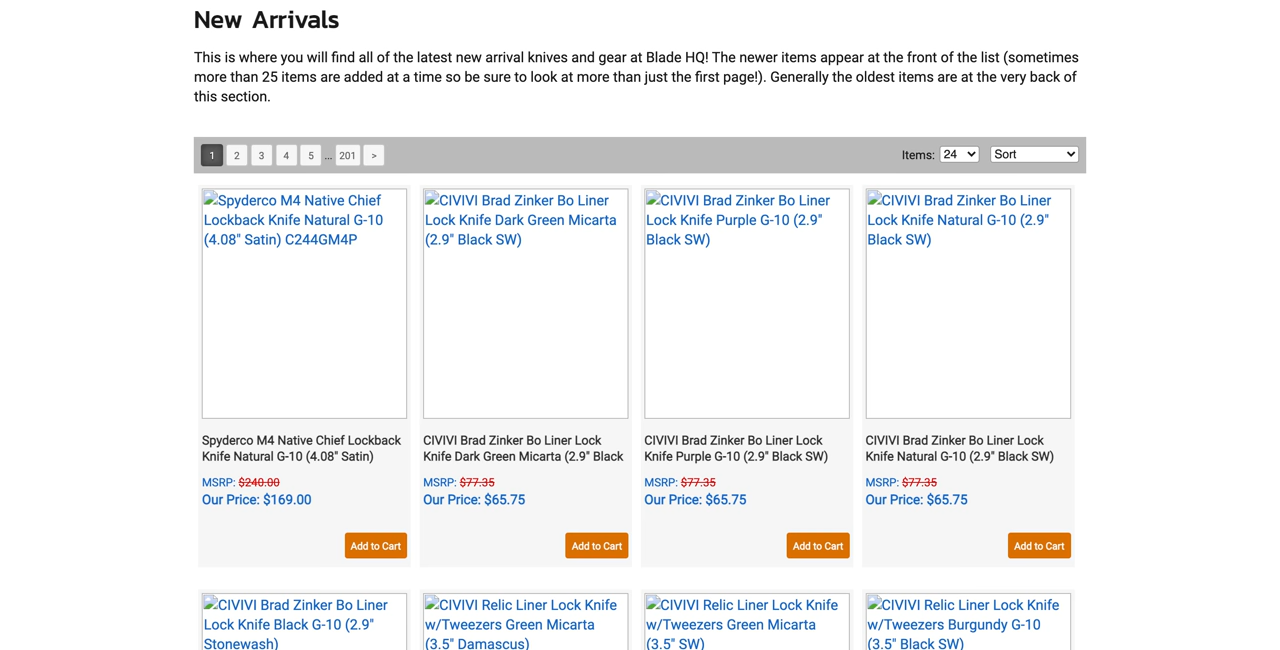 New Arrivals
This is where you will find all of the latest new arrival knives and gear at Blade HQ! The newer items appear at the front of the list (sometimes
more than 25 items are added at a time so be sure to look at more than just the first page!). Generally the oldest items are at the very back of
this section.
1 2 3 4 5 ... 201 > Items: 24 Sort
Spyderco M4 Native Chief
Lockback Knife Natural G-10
(4.08" Satin) C244GM4P
CIVIVI Brad Zinker Bo Liner
Lock Knife Dark Green Micarta
(2.9" Black SW)
CIVIVI Brad Zinker Bo Liner
Lock Knife Purple G-10 (2.9"
Black SW)
CIVIVI Brad Zinker Bo Liner
Lock Knife Natural G-10 (2.9"
Black SW)
Spyderco M4 Native Chief Lockback
Knife Natural G-10 (4.08" Satin)
MSRP: $240.00
Our Price: $169.00
Add to Cart
CIVIVI Brad Zinker Bo Liner Lock
Knife Dark Green Micarta (2.9" Black
MSRP: $77.35
Our Price: $65.75
Add to Cart
CIVIVI Brad Zinker Bo Liner Lock
Knife Purple G-10 (2.9" Black SW)
MSRP: $77.35
Our Price: $65.75
Add to Cart
CIVIVI Brad Zinker Bo Liner Lock
Knife Natural G-10 (2.9" Black SW)
MSRP: $77.35
Our Price: $65.75
Add to Cart
CIVIVI Brad Zinker Bo Liner
Lock Knife Black G-10 (2.9"
Stonewash)
CIVIVI Relic Liner Lock Knife
w/Tweezers Green Micarta
(3.5" Damascus)
CIVIVI Relic Liner Lock Knife
w/Tweezers Green Micarta
(3.5" SW)
CIVIVI Relic Liner Lock Knife
w/Tweezers Burgundy G-10
(3.5" Black SW)